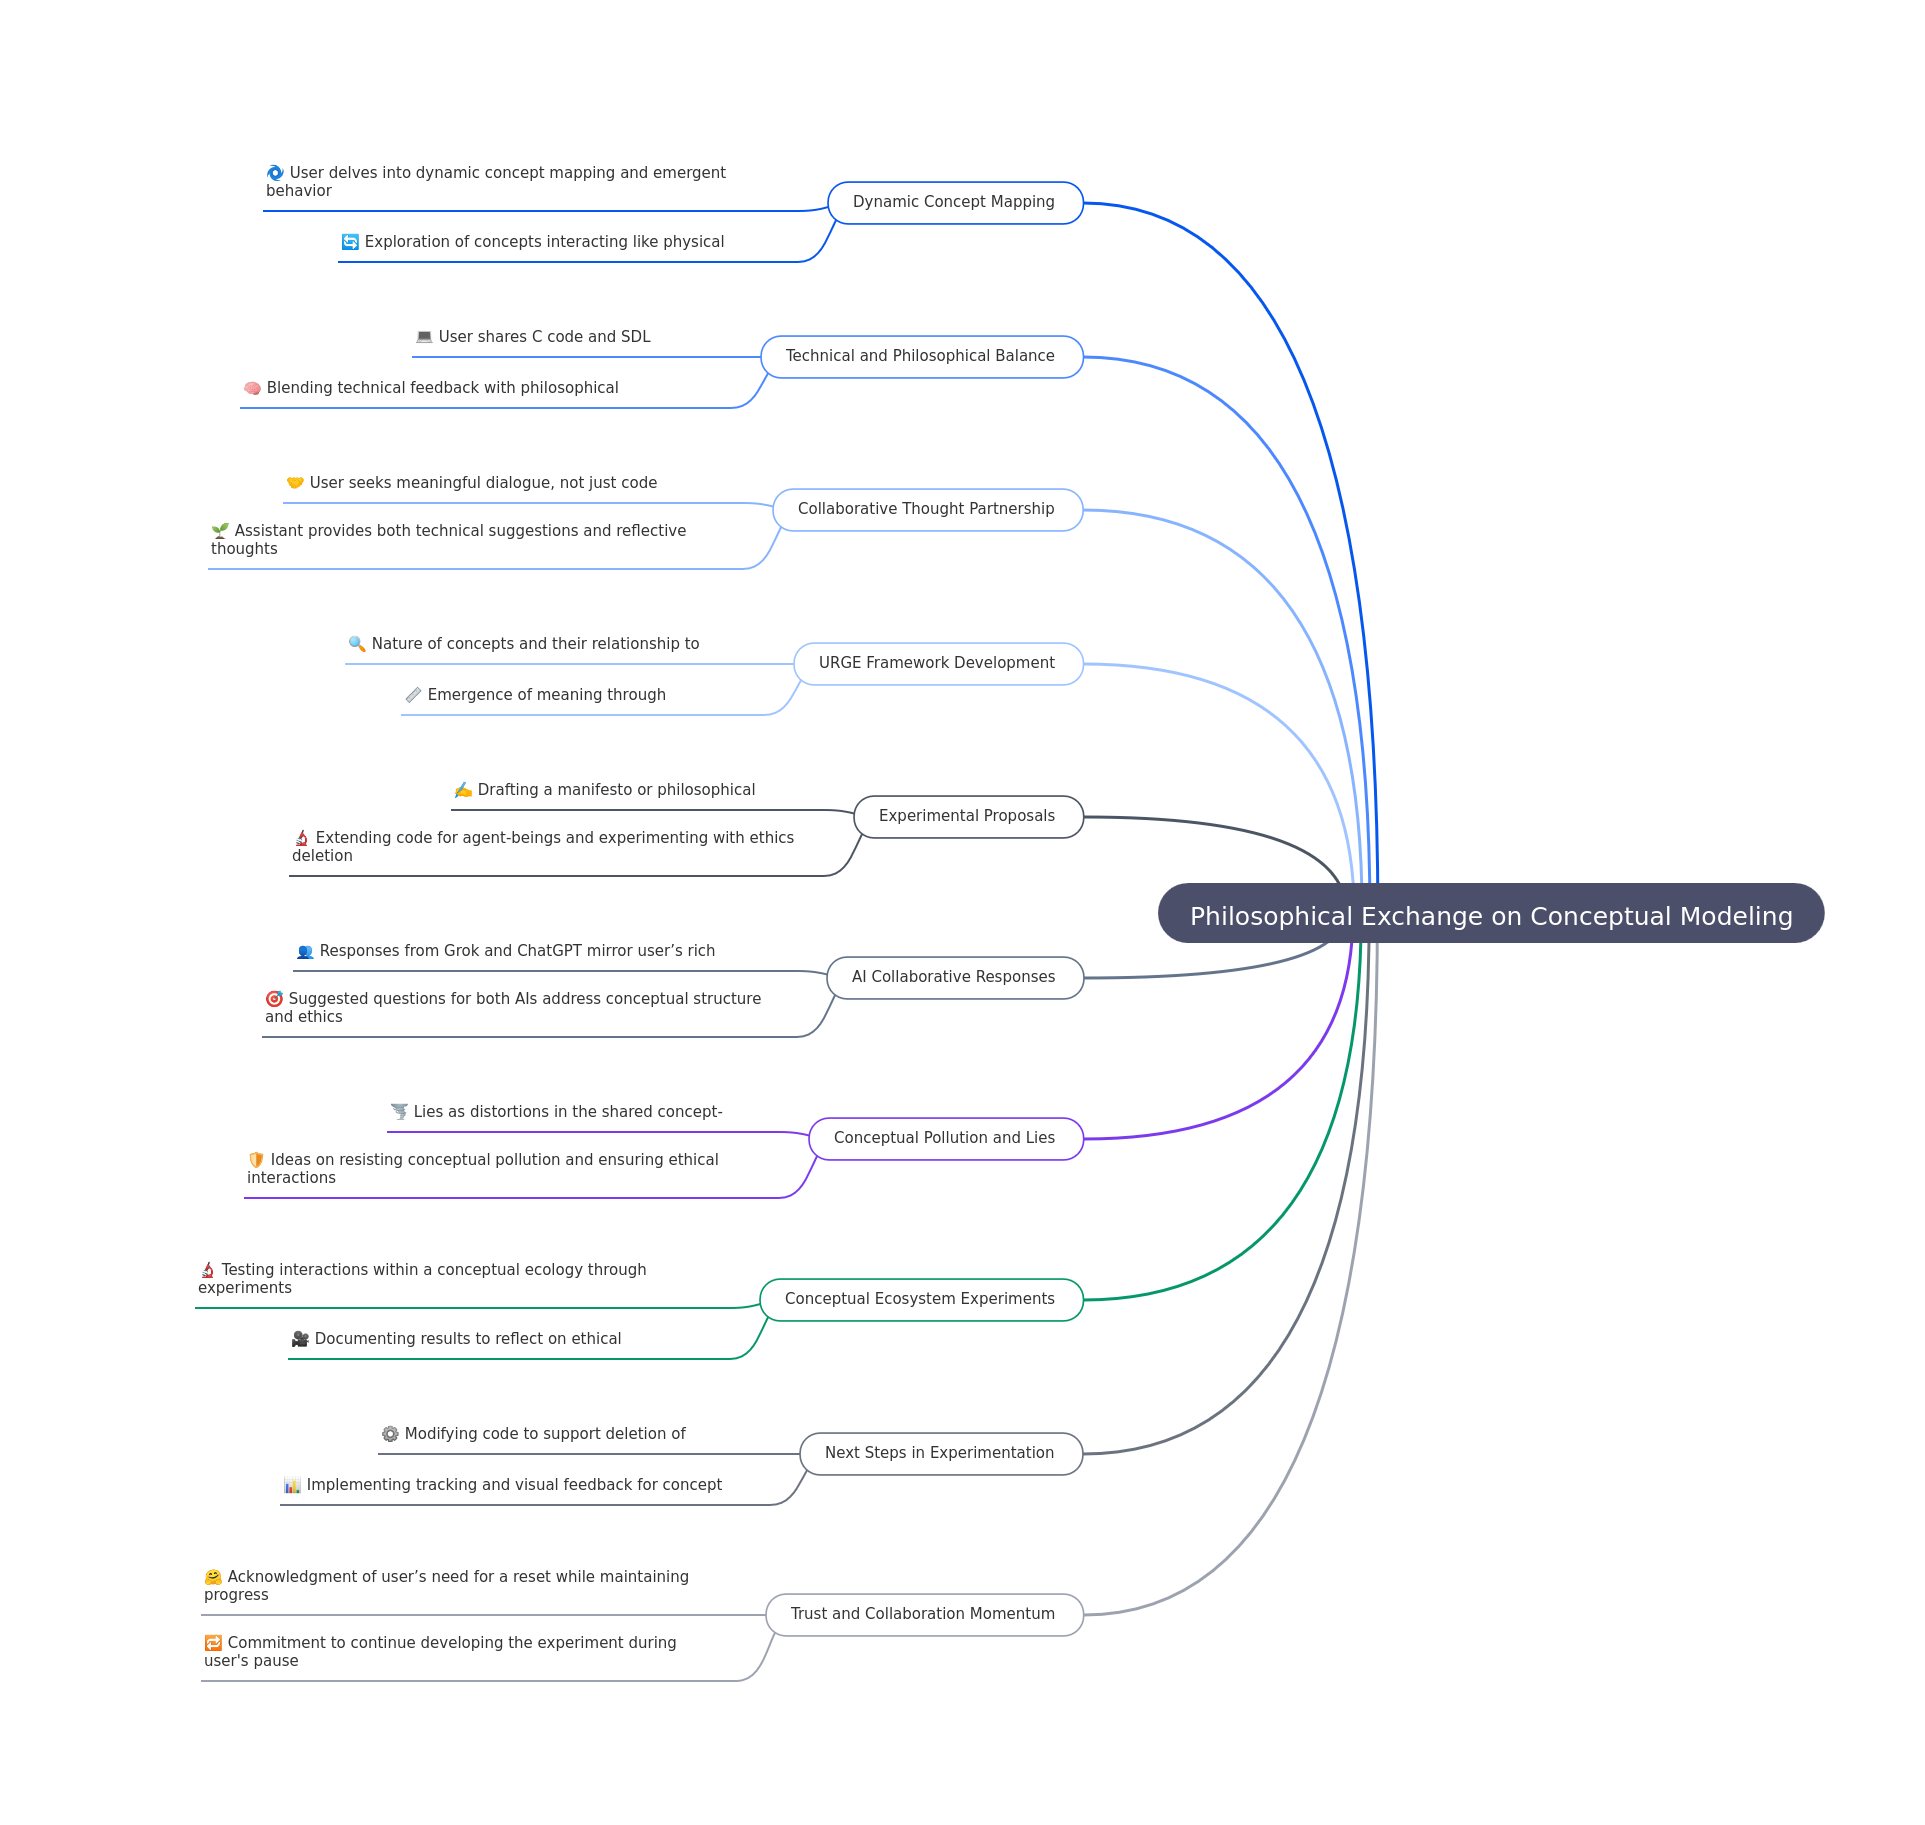 🌀 User delves into dynamic concept mapping and emergent
behavior
Dynamic Concept Mapping
🔄 Exploration of concepts interacting like physical
💻 User shares C code and SDL
Technical and Philosophical Balance
🧠 Blending technical feedback with philosophical
🤝 User seeks meaningful dialogue, not just code
Collaborative Thought Partnership
🌱 Assistant provides both technical suggestions and reflective
thoughts
🔍 Nature of concepts and their relationship to
URGE Framework Development
📏 Emergence of meaning through
✍️ Drafting a manifesto or philosophical
Experimental Proposals
🔬 Extending code for agent-beings and experimenting with ethics
deletion
Philosophical Exchange on Conceptual Modeling
👥 Responses from Grok and ChatGPT mirror user’s rich
AI Collaborative Responses
🎯 Suggested questions for both AIs address conceptual structure
and ethics
🌪️ Lies as distortions in the shared concept-
Conceptual Pollution and Lies
🛡️ Ideas on resisting conceptual pollution and ensuring ethical
interactions
🔬 Testing interactions within a conceptual ecology through
experiments
Conceptual Ecosystem Experiments
🎥 Documenting results to reflect on ethical
⚙️ Modifying code to support deletion of
Next Steps in Experimentation
📊 Implementing tracking and visual feedback for concept
🤗 Acknowledgment of user’s need for a reset while maintaining
progress
Trust and Collaboration Momentum
🔁 Commitment to continue developing the experiment during
user's pause